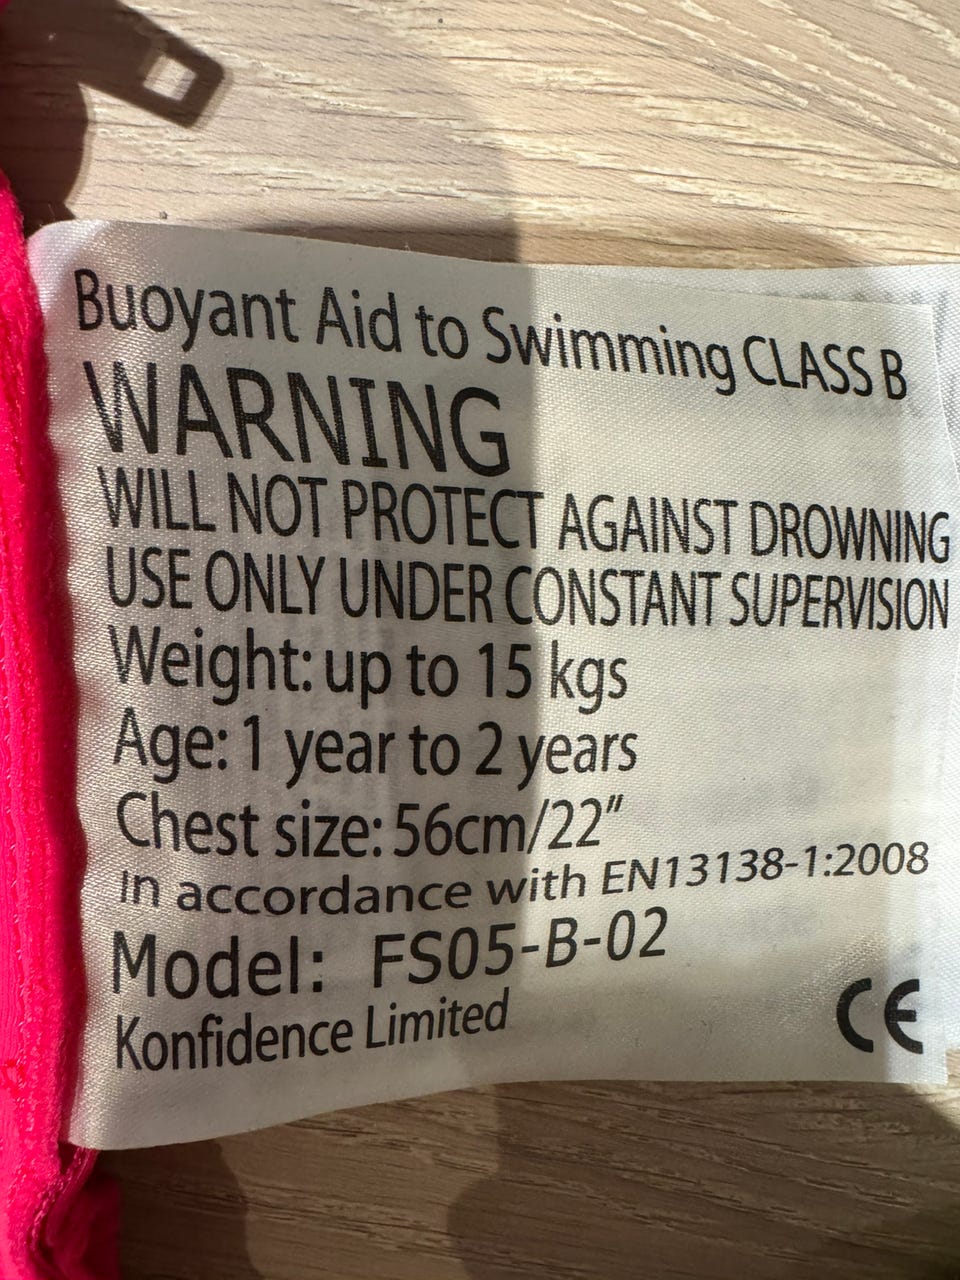 Buoyant Aid to Swimming CLASS B
WARNING
WILL NOT PROTECT AGAINST DROWNING
USE ONLY UNDER CONSTANT SUPERVISION
Weight: up to 15 kgs
Age: 1 year to 2 years
Chest size: 56cm/22”
In accordance with EN13138-1:2008
Model: FS05-B-02
Konfidence Limited
CE